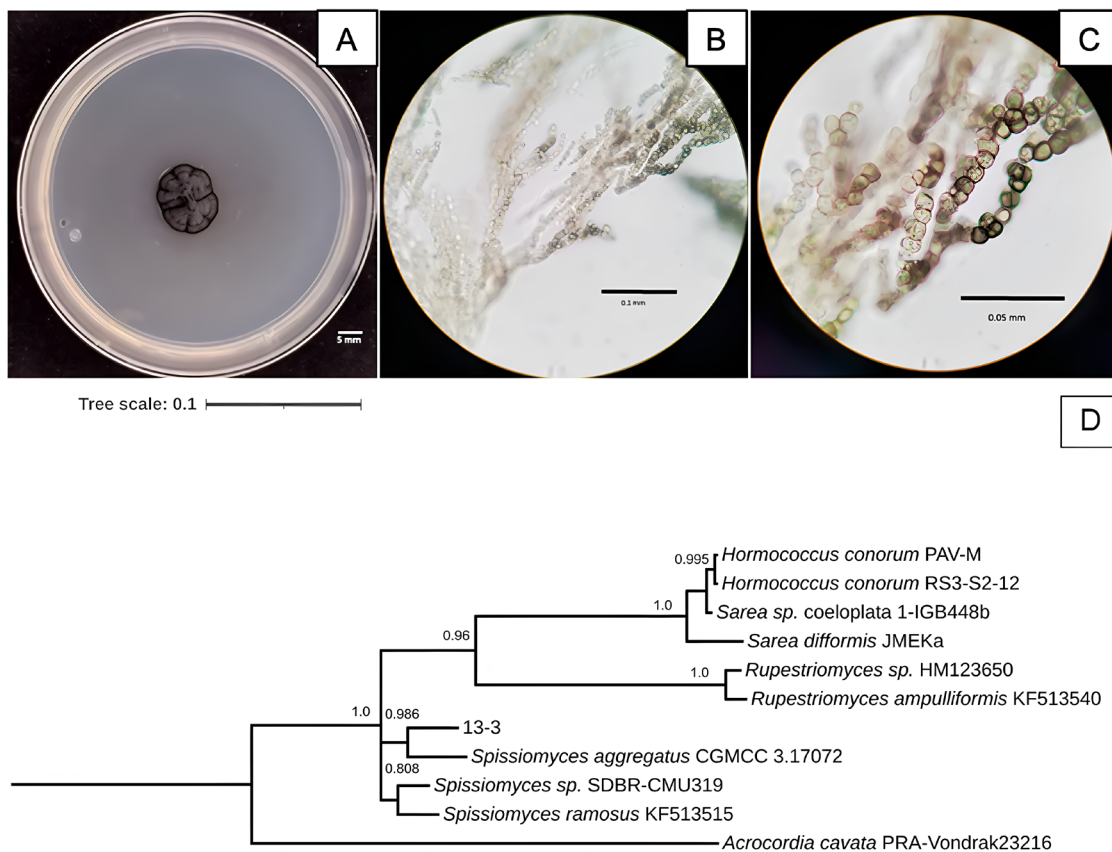 A
B
C
5 mm
0.1 mm
0.05 mm
Tree scale: 0.1
D
0.995
Hormococcus conorum PAV-M
Hormococcus conorum RS3-S2-12
1.0
Sarea sp. coeloplata 1-IGB448b
Sarea difformis JMEKa
0.96
1.0
Rupestriomyces sp. HM123650
Rupestriomyces ampulliformis KF513540
1.0
0.986
13-3
Spissiomyces aggregatus CGMCC 3.17072
0.808
Spissiomyces sp. SDBR-CMU319
Spissiomyces ramosus KF513515
Acrocordia cavata PRA-Vondrak23216